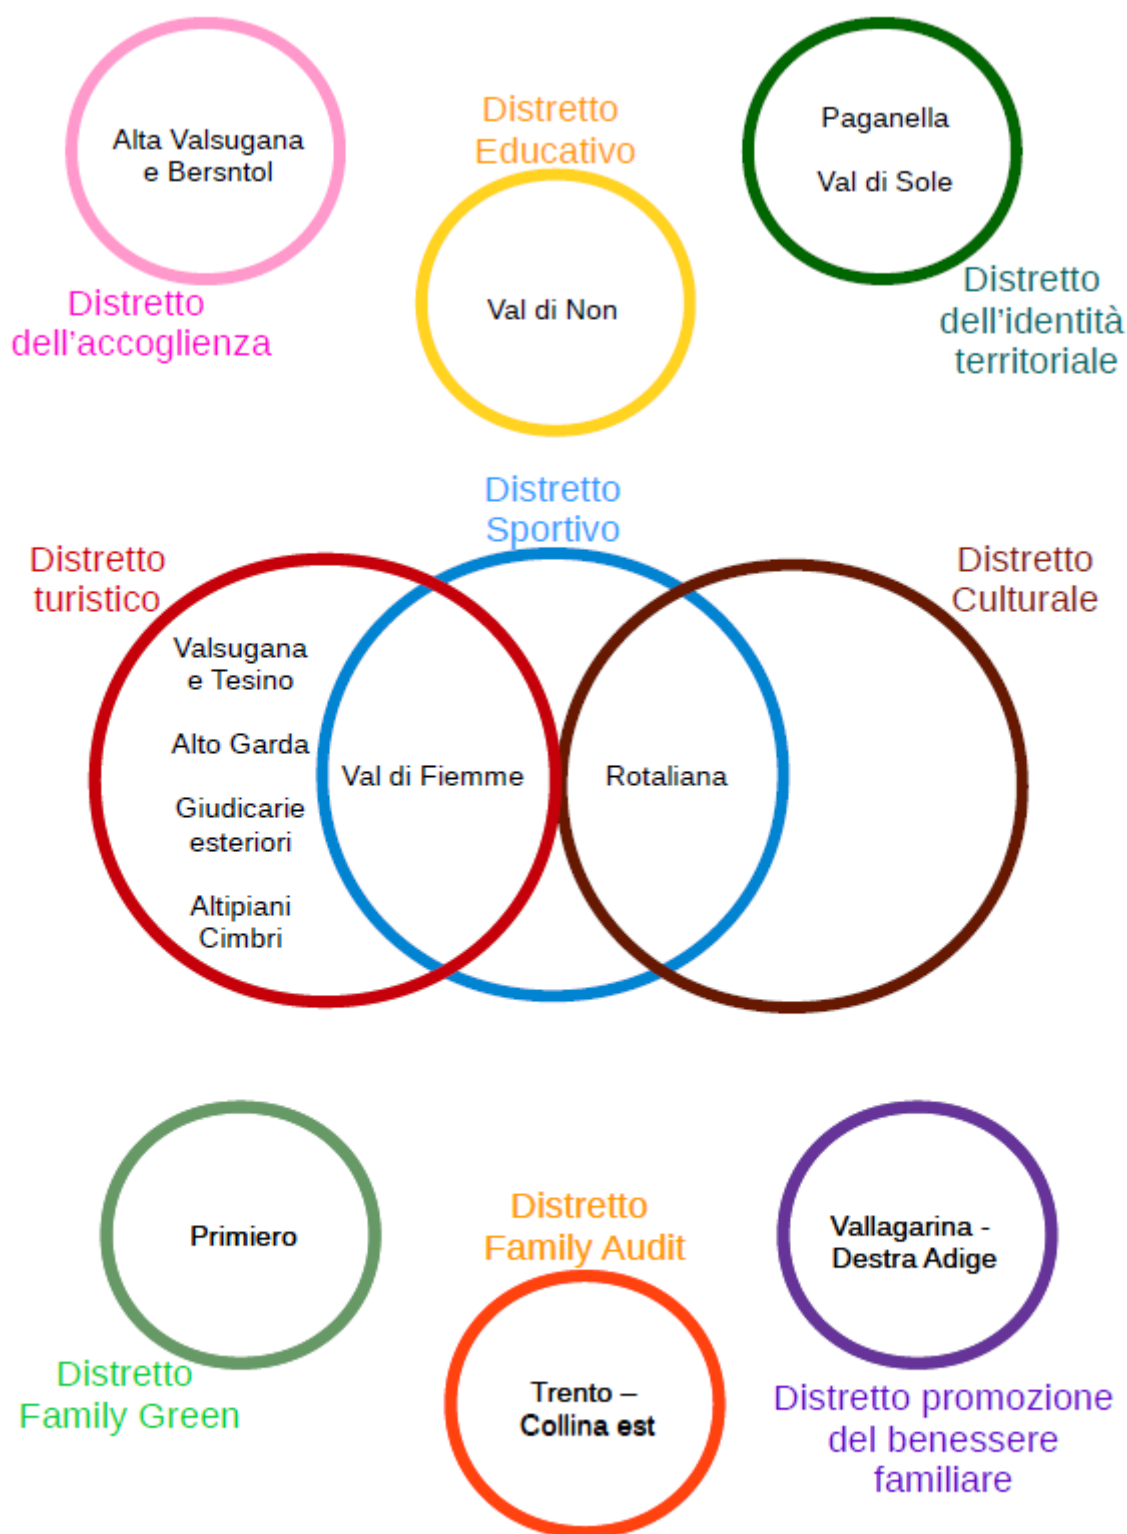 Alta Valsugana
e Bersntol
Distretto
dell'accoglienza
Distretto
Educativo
Val di Non
Paganella
Val di Sole
Distretto
dell'identità
territoriale
Distretto
turistico
Valsugana
e Tesino
Alto Garda
Giudicarie
esteriori
Altipiani
Cimbri
Distretto
Sportivo
Val di Fiemme
Rotaliana
Distretto
Culturale
Primiero
Distretto
Family Green
Distretto
Family Audit
Trento –
Collina est
Vallagarina -
Destra Adige
Distretto promozione
del benessere
familiare